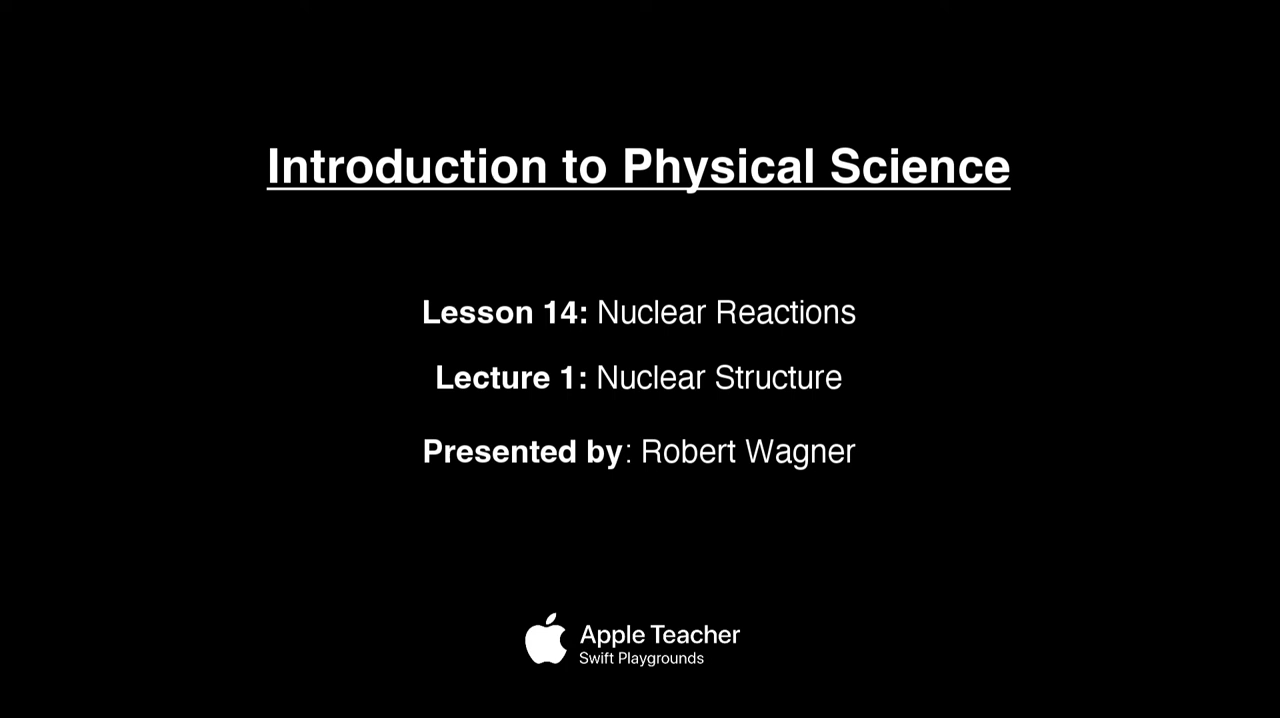 Introduction to Physical Science
Lesson 14: Nuclear Reactions
Lecture 1: Nuclear Structure
Presented by: Robert Wagner
Apple Teacher
Swift Playgrounds